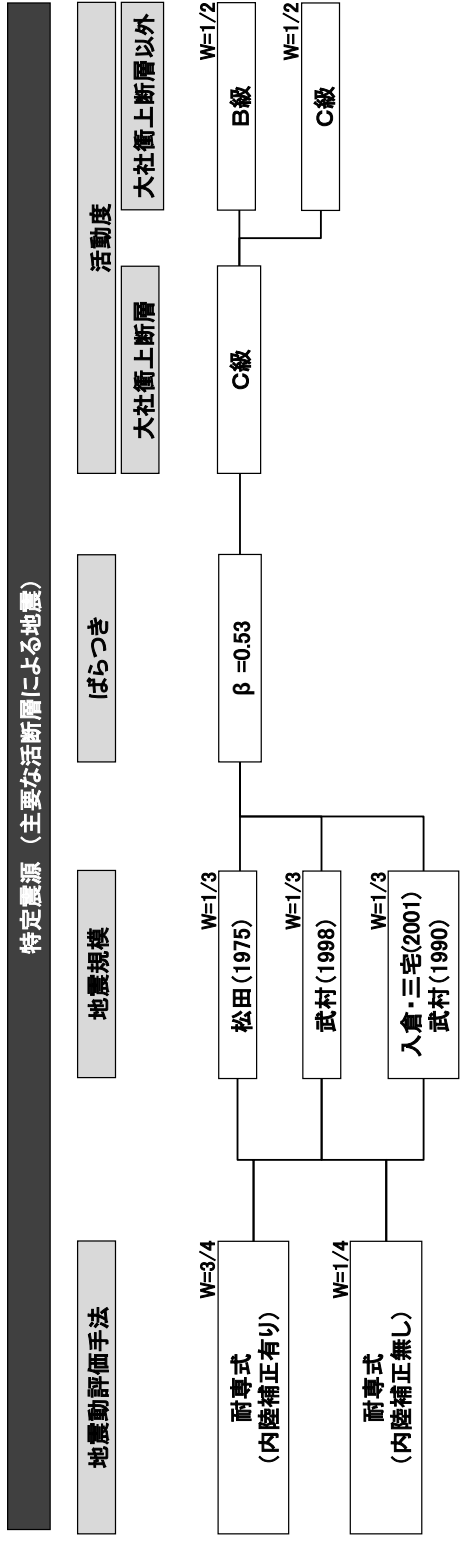 特定震源（主要な活断層による地震）
地震動評価手法
地震規模
ばらつき
活動度
大社衝上断層
大社衝上断層以外
W=3/4
耐専式
(内陸補正有り)
W=1/4
耐専式
(内陸補正無し)
W=1/3
松田(1975)
W=1/3
武村(1998)
W=1/3
入倉・三宅(2001)
武村(1990)
β =0.53
C級
W=1/2
B級
W=1/2
C級